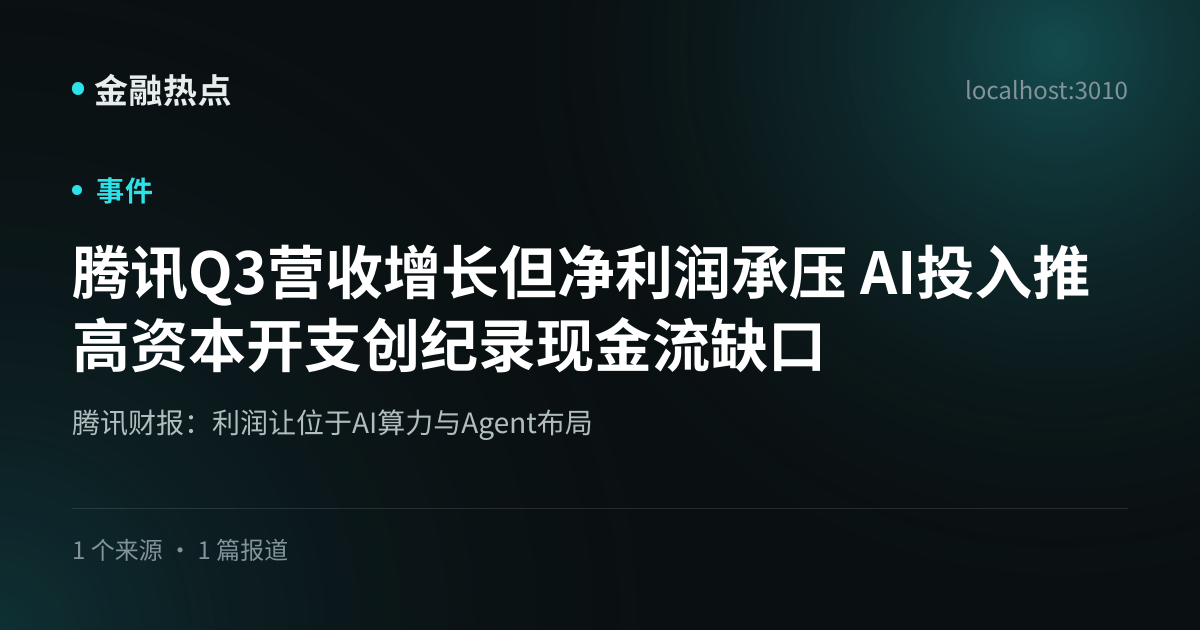 金融热点
localhost:3010
事件
腾讯Q3营收增长但净利润承压 AI投入推
高资本开支创纪录现金流缺口
腾讯财报：利润让位于AI算力与Agent布局
1 个来源 · 1 篇报道